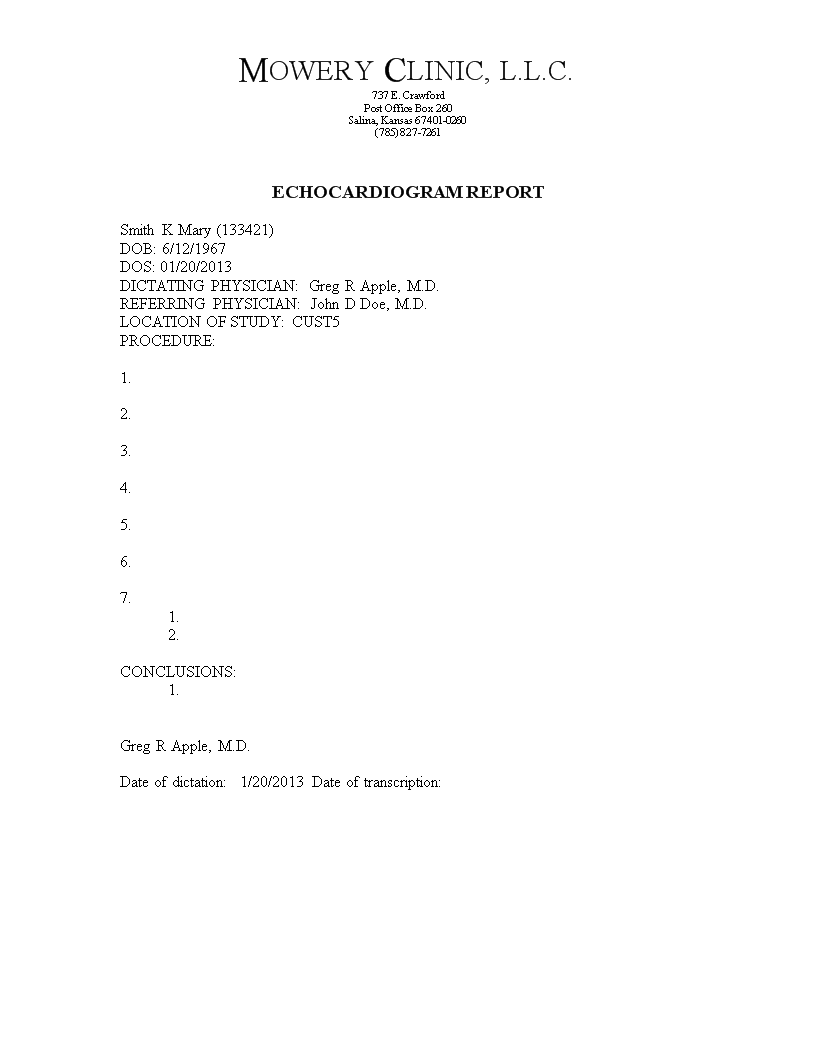 MOWERY CLINIC, L.L.C.
737 E. Crawford
Post Office Box 260
Salina, Kansas 67401-0260
(785) 827-7261
ECHOCARDIOGRAM REPORT
Smith K Mary (133421)
DOB: 6/12/1967
DOS: 01/20/2013
DICTATING PHYSICIAN: Greg R Apple, M.D.
REFERRING PHYSICIAN: John D Doe, M.D.
LOCATION OF STUDY: CUST5
PROCEDURE:
1.
2.
3.
4.
5.
6.
7.
1.
2.
CONCLUSIONS:
1.
Greg R Apple, M.D.
Date of dictation: 1/20/2013 Date of transcription: